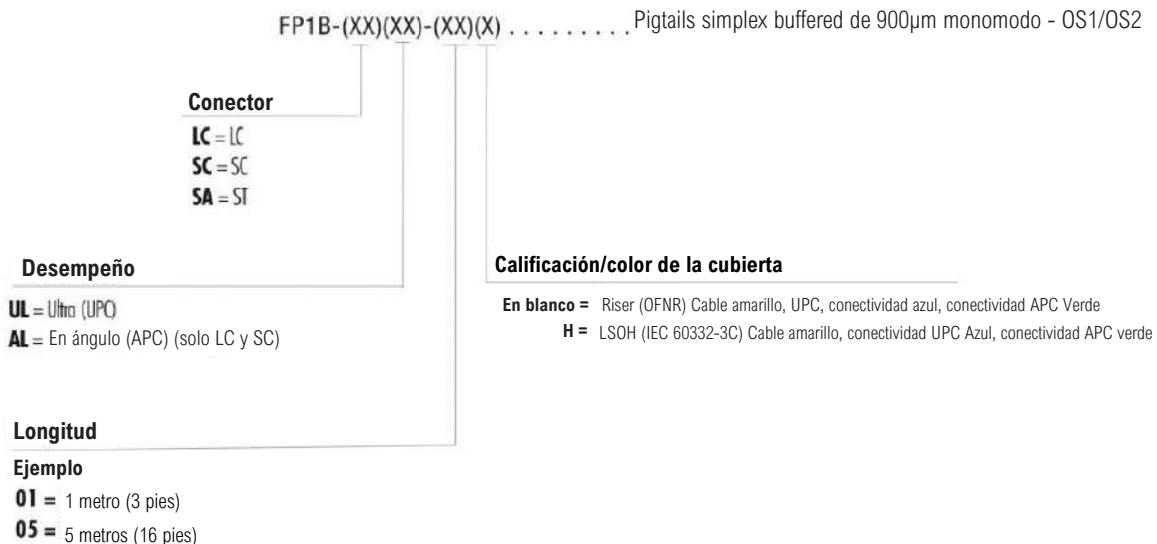 FP1B-(XX)(XX)-(XX)(X) . . . . . . . . . Pigtails simplex buffered de 900µm monomodo - OS1/OS2
Conector
LC = LC
SC = SC
SA = ST
Desempeño
UL = Ultra (UPC)
AL = En ángulo (APC) (solo LC y SC)
Calificación/color de la cubierta
En blanco = Riser (OFNR) Cable amarillo, UPC, conectividad azul, conectividad APC Verde
H = LSOH (IEC 60332-3C) Cable amarillo, conectividad UPC Azul, conectividad APC verde
Longitud
Ejemplo
01 = 1 metro (3 pies)
05 = 5 metros (16 pies)